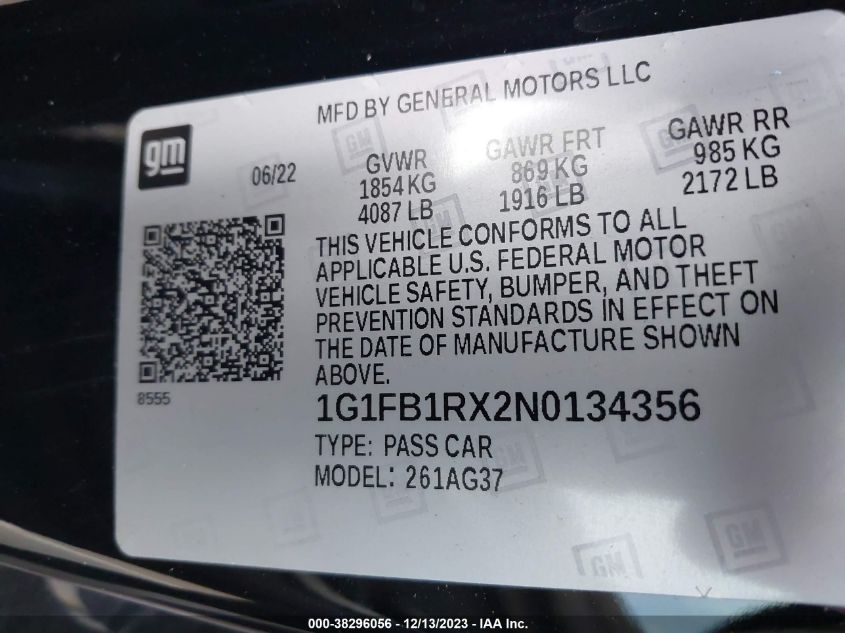 MFD BY GENERAL MOTORS LLC
gm
06/22
GVWR
1854 KG
4087 LB
GAWR FRT
869 KG
1916 LB
GAWR RR
985 KG
2172 LB
THIS VEHICLE CONFORMS TO ALL
APPLICABLE U.S. FEDERAL MOTOR
VEHICLE SAFETY, BUMPER, AND THEFT
PREVENTION STANDARDS IN EFFECT ON
THE DATE OF MANUFACTURE SHOWN
ABOVE.
8555
1G1FB1RX2N0134356
TYPE: PASS CAR
MODEL: 261AG37
GM
GM
000-38296056 - 12/13/2023 - IAA Inc.